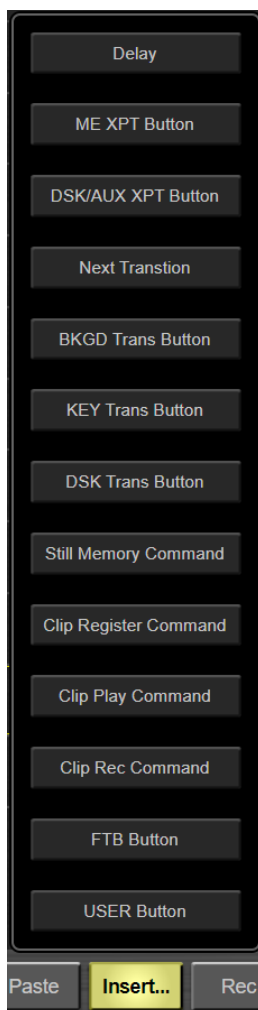 Delay
ME XPT Button
DSK/AUX XPT Button
Next Transtion
BKGD Trans Button
KEY Trans Button
DSK Trans Button
Still Memory Command
Clip Register Command
Clip Play Command
Clip Rec Command
FTB Button
USER Button
Paste Insert... Rec